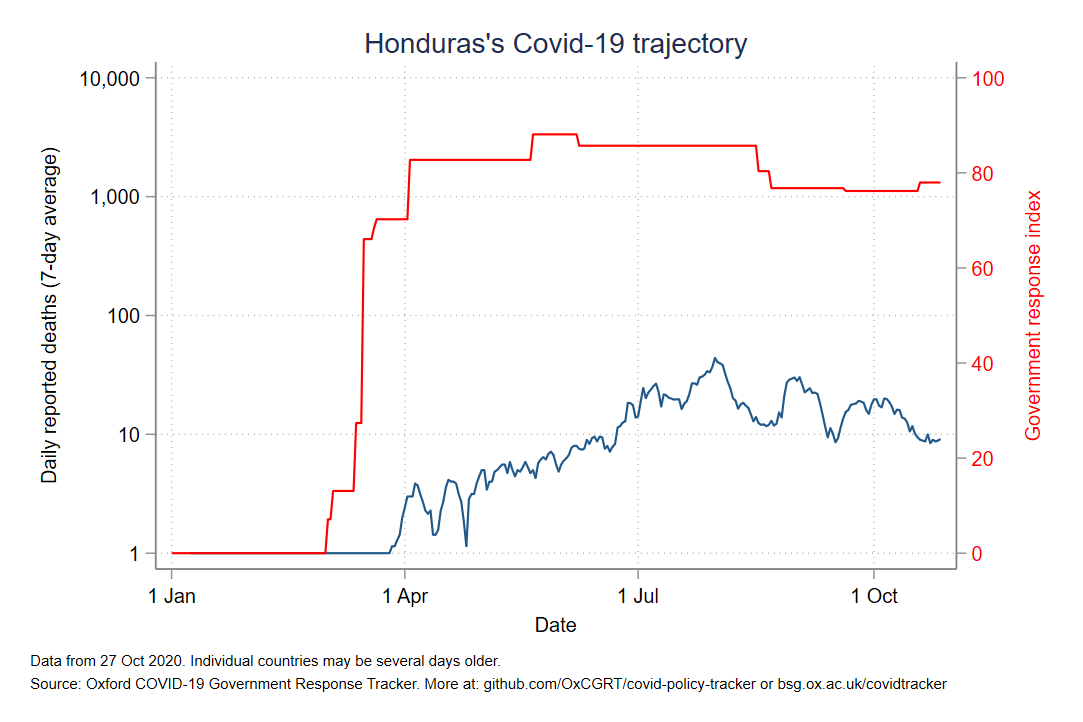 Honduras's Covid-19 trajectory
Daily reported deaths (7-day average)
10,000
1,000
100
10
1
100
80
60
40
20
0
Government response index
1 Jan
1 Apr
1 Jul
1 Oct
Date
Data from 27 Oct 2020. Individual countries may be several days older.
Source: Oxford COVID-19 Government Response Tracker. More at: github.com/OxCGRT/covid-policy-tracker or bsg.ox.ac.uk/covidtracker